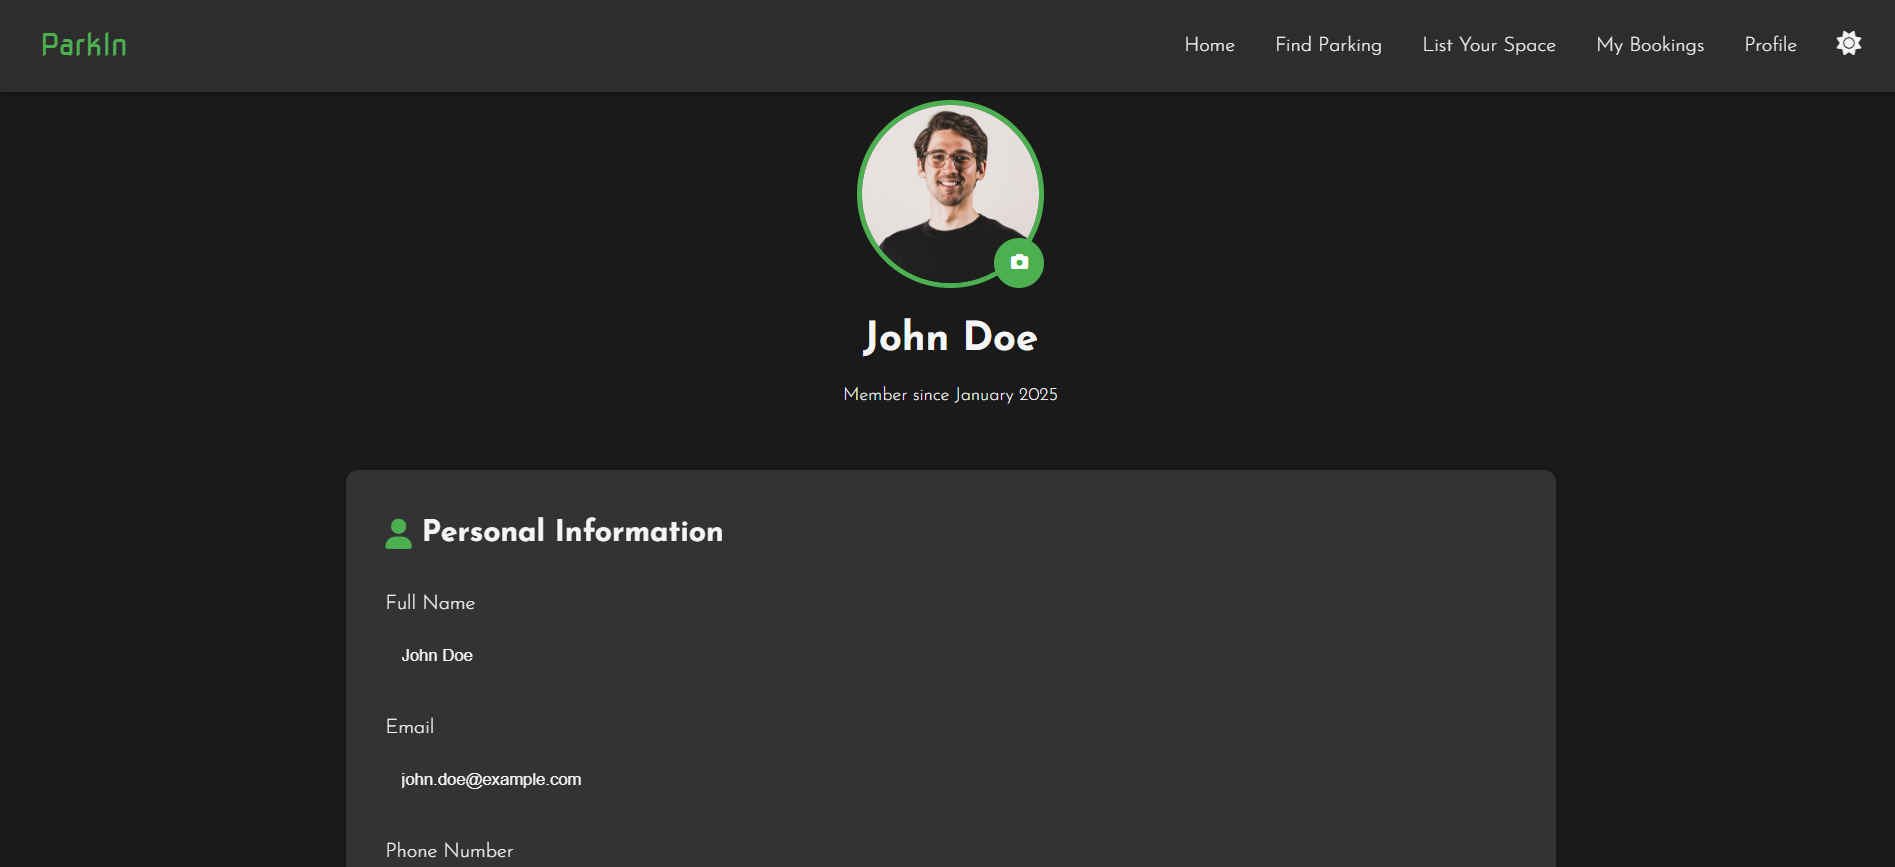 ParkIn
Home Find Parking List Your Space My Bookings Profile
John Doe
Member since January 2025
Personal Information
Full Name
John Doe
Email
john.doe@example.com
Phone Number